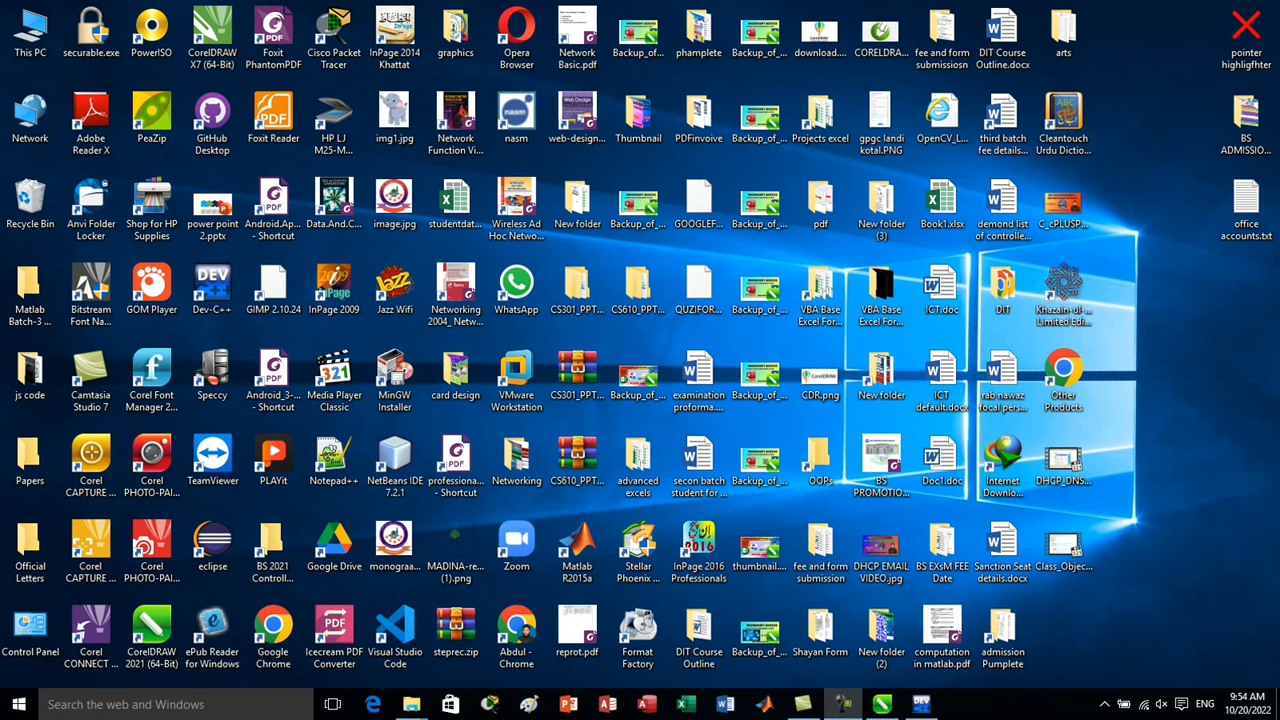 This PC
securable.exe
PowerISO
CorelDRAW
X7 (64-Bit)
Foxit
PhantomPDF
Cisco Packet
Tracer
InPage 2014
Khattat
graphics
Opera
Browser
Network
Basic.pdf
Backup_of_...
phamplete
Backup_of_...
download....
CORELDRA...
fee and form
submissiosn
DIT Course
Outline.docx
arts
pointer
highlighter
Network
Adobe
Reader X
PeaZip
GitHub
Desktop
Foxit Reader
HP LJ
M25-M...
img1.jpg
Network
Function Vi...
nasm
web-design...
Thumbnail
PDFinvoive
Backup_of_...
Projects excel
gpgc landi
kotal.PNG
OpenCV_L...
third batch
fee details...
Cleantouch
Urdu Dictio...
BS
ADMISSIO...
Recycle Bin
Anvi Folder
Locker
Shop for HP
Supplies
power point
2.pptx
Android.Ap...
- Shortcut
Data.And.C...
image.jpg
studentdat...
Wireless Ad
Hoc Netwo...
New folder
Backup_of_...
GOOGLEF...
Backup_of_...
pdf
New folder
(3)
Book1.xlsx
demond list
of controlle...
C_cPLUSP...
office
accounts.txt
Matlab
Batch-3 ...
Bitstream
Font Na...
GOM Player
Dev-C++
GIMP 2.10.24
InPage 2009
Jazz Wifi
Networking
2004_ Netw...
WhatsApp
CS301_PPT...
CS610_PPT...
QUZIFOR...
Backup_of_...
VBA Base
Excel For...
VBA Base
Excel For...
ICT.doc
DIT
Khazain-ul-...
Limited Edi...
js code
Camtasia
Studio 7
Corel Font
Manager 2...
Speccy
Android_3-...
- Shortcut
Media Player
Classic
MinGW
Installer
card design
VMware
Workstation
CS301_PPT...
Backup_of_...
examination
proforma....
Backup_of_...
CDR.png
New folder
ICT
default.docx
rab nawaz
focal pers...
Other
Products
Papers
Corel
CAPTURE ...
Corel
PHOTO-PAI...
TeamViewer
PLAYit
Notepad++
NetBeans IDE
7.2.1
professiona...
- Shortcut
Networking
CS610_PPT...
advanced
excels
secon batch
student for ...
Backup_of_...
OOPs
BS
PROMOTIO...
Doc1.doc
Internet
Downlo...
DHCP_DNS...
Official
Letters
Corel
CAPTURE ...
Corel
PHOTO-PAI...
eclipse
BS 2021
Controll...
Google Drive
monograa...
MADINA-re...
(1).png
Zoom
Matlab
R2015a
Stellar
Phoenix ...
InPage 2016
Professionals
thumbnail....
fee and form
submission
DHCP EMAIL
VIDEO.jpg
BS EXsM FEE
Date
Sanction Seat
details.docx
Class_Objec...
Control Panel
Corel
CONNECT ...
CorelDRAW
2021 (64-Bit)
ePub Reader
for Windows
Google
Chrome
Icecream PDF
Converter
Visual Studio
Code
steprec.zip
Abdul -
Chrome
reprot.pdf
Format
Factory
DIT Course
Outline
Backup_of_...
Shayan Form
New folder
(2)
computation
in matlab.pdf
admission
Pumplete
Search the web and Windows
ENG
9:54 AM
10/20/2022